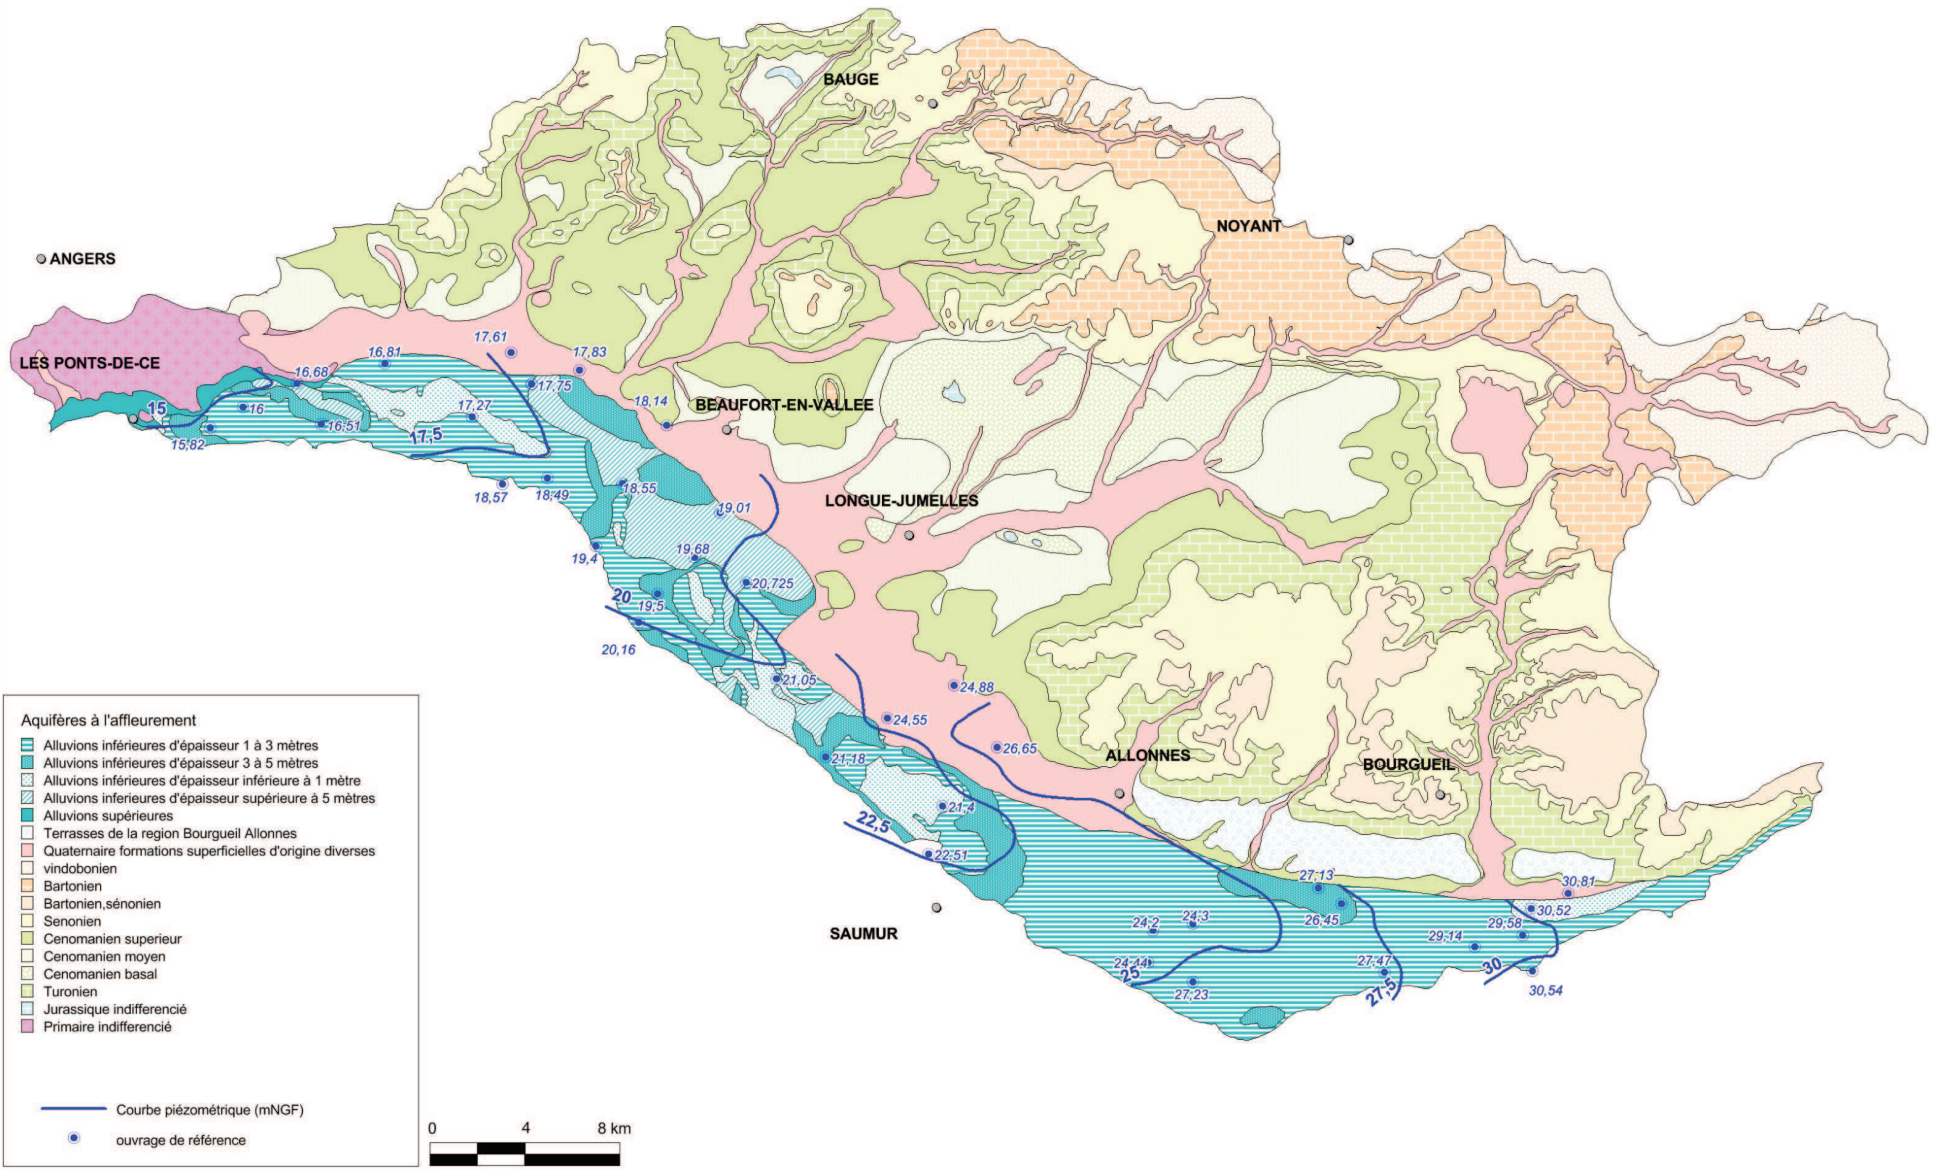 BAUGE
NOYANT
ANGERS
17,61
17,83
16,81
LES PONTS-DE-CE
16,68
17,75
18,14
BEAUFORT-EN-VALLEE
15
16
17,27
16,51
17,5
15,82
18,57
18,49
18,55
19,01
LONGUE-JUMELLES
19,4
19,68
20,725
20
19,5
20,16
21,05
24,88
24,55
26,65
21,18
ALLONNES
BOURGUEIL
21,4
22,5
22,51
27,13
30,81
26,45
30,52
SAUMUR
24,2
24,3
29,58
29,14
24,44
25
27,47
30
27,23
27,5
30,54
Aquifères à l'affleurement
Alluvions inférieures d'épaisseur 1 à 3 mètres
Alluvions inférieures d'épaisseur 3 à 5 mètres
Alluvions inférieures d'épaisseur inférieure à 1 mètre
Alluvions inferieures d'épaisseur supérieure à 5 mètres
Alluvions supérieures
Terrasses de la region Bourgueil Allonnes
Quaternaire formations superficielles d'origine diverses
vindobonien
Bartonien
Bartonien,sénonien
Senonien
Cenomanien superieur
Cenomanien moyen
Cenomanien basal
Turonien
Jurassique indifferencié
Primaire indifferencié
Courbe piézométrique (mNGF)
ouvrage de référence
0 4 8 km